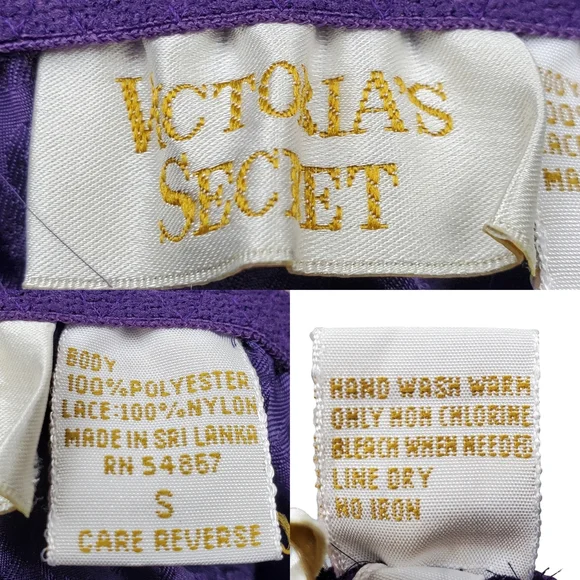 VICTORIA'S
SECRET
BODY
100%POLYESTER
LACE:100%NYLON
MADE IN SRI LANKA
RN 54867
S
CARE REVERSE
HAND WASH WARM
ONLY NON CHLORINE
BLEACH WHEN NEEDED
LINE DRY
NO IRON